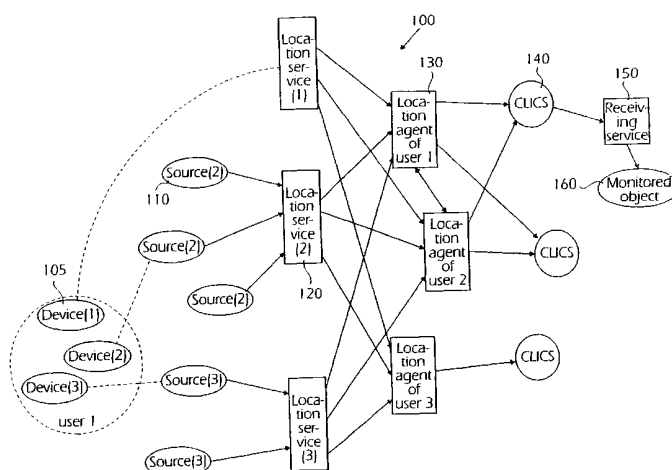 100
Loca-
tion
ser-
vice
(1)
130
Loca-
tion
agent
of
user 1
140
CLICS
150
Receiv-
ing
service
160
Monitored
object
Source(2)
110
Loca-
tion
ser-
vice
(2)
120
Source(2)
Source(2)
Loca-
tion
agent
of
user 2
CLICS
105
Device(1)
Device(2)
Device(3)
user 1
Source(3)
Source(3)
Loca-
tion
service
(3)
Loca-
tion
agent
of
user 3
CLICS